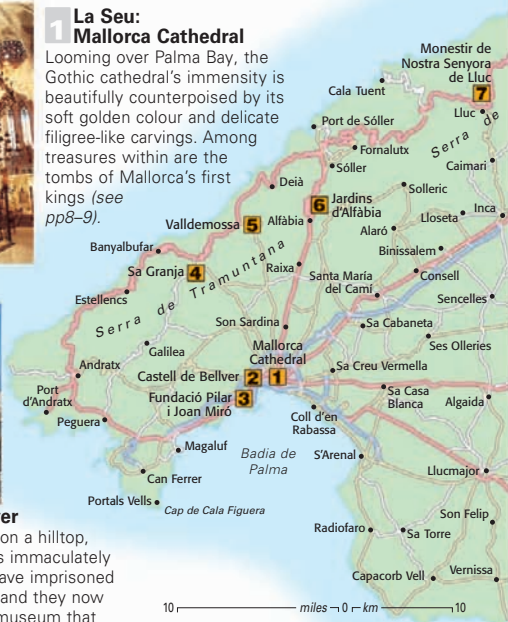 1 La Seu:
Mallorca Cathedral
Looming over Palma Bay, the
Gothic cathedral's immensity is
beautifully counterpoised by its
soft golden colour and delicate
filigree-like carvings. Among
treasures within are the
tombs of Mallorca's first
kings (see
pp8–9).
Monestir de
Nostra Senyora
de Lluc
7
Cala Tuent
Lluc
Serra de
Port de Sóller
Fornalutx
Caimari
Sóller
Deià
Solleric
6 Jardins
d'Alfàbia
Inca
Lloseta
Valldemossa 5
Alfàbia
Alaró
Banyalbufar
Binissalem
Sa Granja 4
Raixa
Santa María
del Camí
Consell
Estellencs
Serra de Tramuntana
Sencelles
Son Sardina
Sa Cabaneta
Ses Olleries
Galilea
Mallorca
Cathedral
Andratx
Castell de Bellver 2 1
Sa Creu Vermella
Port
d'Andratx
Fundació Pilar
i Joan Miró
3
Sa Casa
Blanca
Algaida
Peguera
Coll d'en
Rabassa
Magaluf
Badia de
Palma
S'Arenal
Can Ferrer
Llucmajor
Portals Vells
Cap de Cala Figuera
Son Felip
Radiofaro
Sa Torre
Capacorb Vell
Vernissa
10 miles 0 km 10
ver
on a hilltop,
s immaculately
ave imprisoned
and they now
museum that